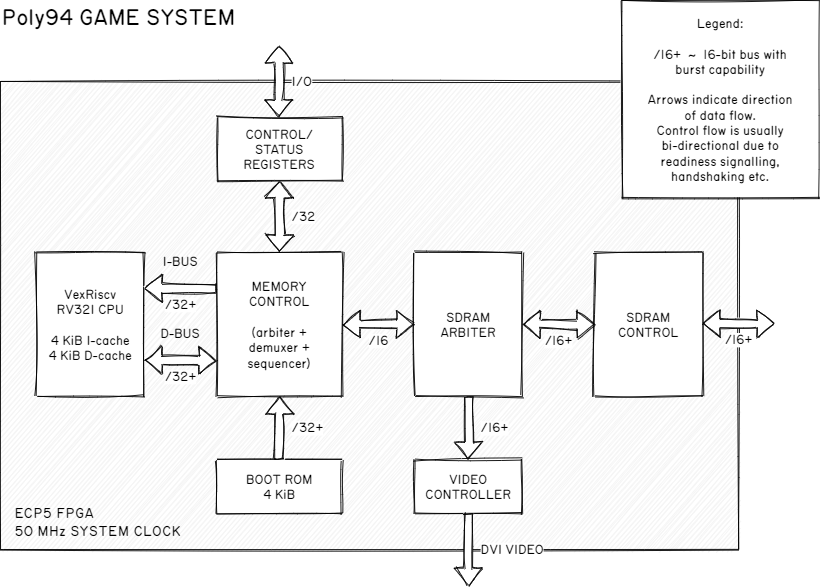 Poly94 GAME SYSTEM
Legend:
/16+ ~ 16-bit bus with
burst capability
Arrows indicate direction
of data flow.
Control flow is usually
bi-directional due to
readiness signalling,
handshaking etc.
I/O
CONTROL/
STATUS
REGISTERS
/32
I-BUS
/32+
D-BUS
/32+
VexRiscv
RV32I CPU
4 KiB I-cache
4 KiB D-cache
MEMORY
CONTROL
(arbiter +
demuxer +
sequencer)
/16
SDRAM
ARBITER
/16+
SDRAM
CONTROL
/16+
/32+
/16+
BOOT ROM
4 KiB
VIDEO
CONTROLLER
ECP5 FPGA
50 MHz SYSTEM CLOCK
DVI VIDEO